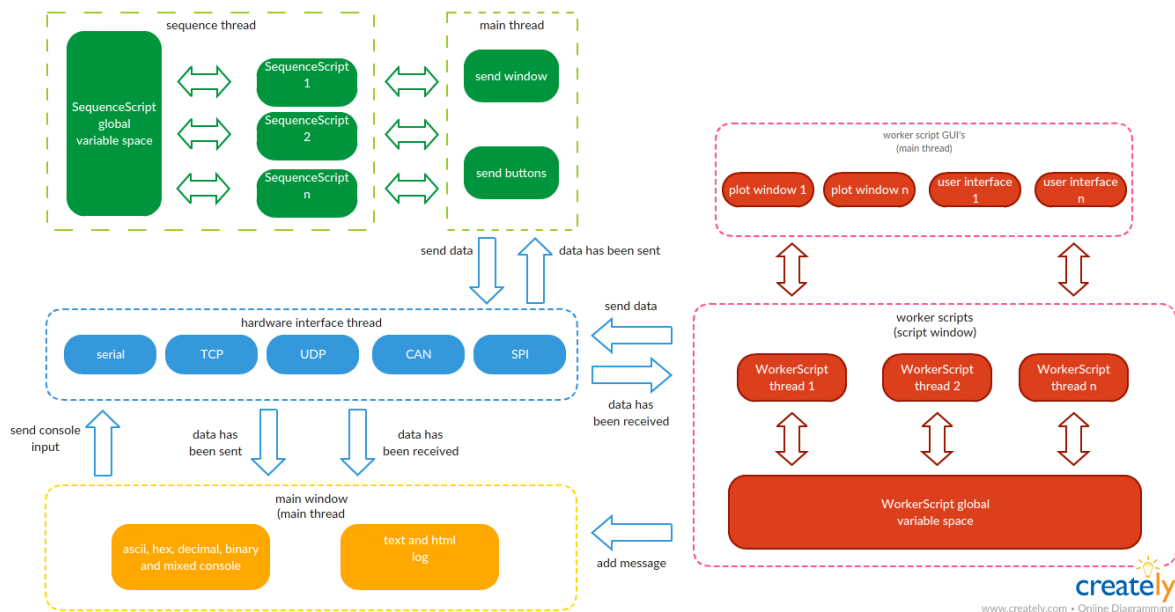 sequence thread
main thread
SequenceScript
global
variable space
SequenceScript
1
SequenceScript
2
SequenceScript
n
send window
send buttons
worker script GUI's
(main thread)
plot window 1
plot window n
user interface
1
user interface
n
send data
data has been sent
hardware interface thread
serial
TCP
UDP
CAN
SPI
send data
data has
been received
worker scripts
(script window)
WorkerScript
thread 1
WorkerScript
thread 2
WorkerScript
thread n
WorkerScript global
variable space
send console
input
data has
been sent
data has
been received
main window
(main thread
ascii, hex, decimal, binary
and mixed console
text and html
log
add message
creately
www.creately.com • Online Diagramming